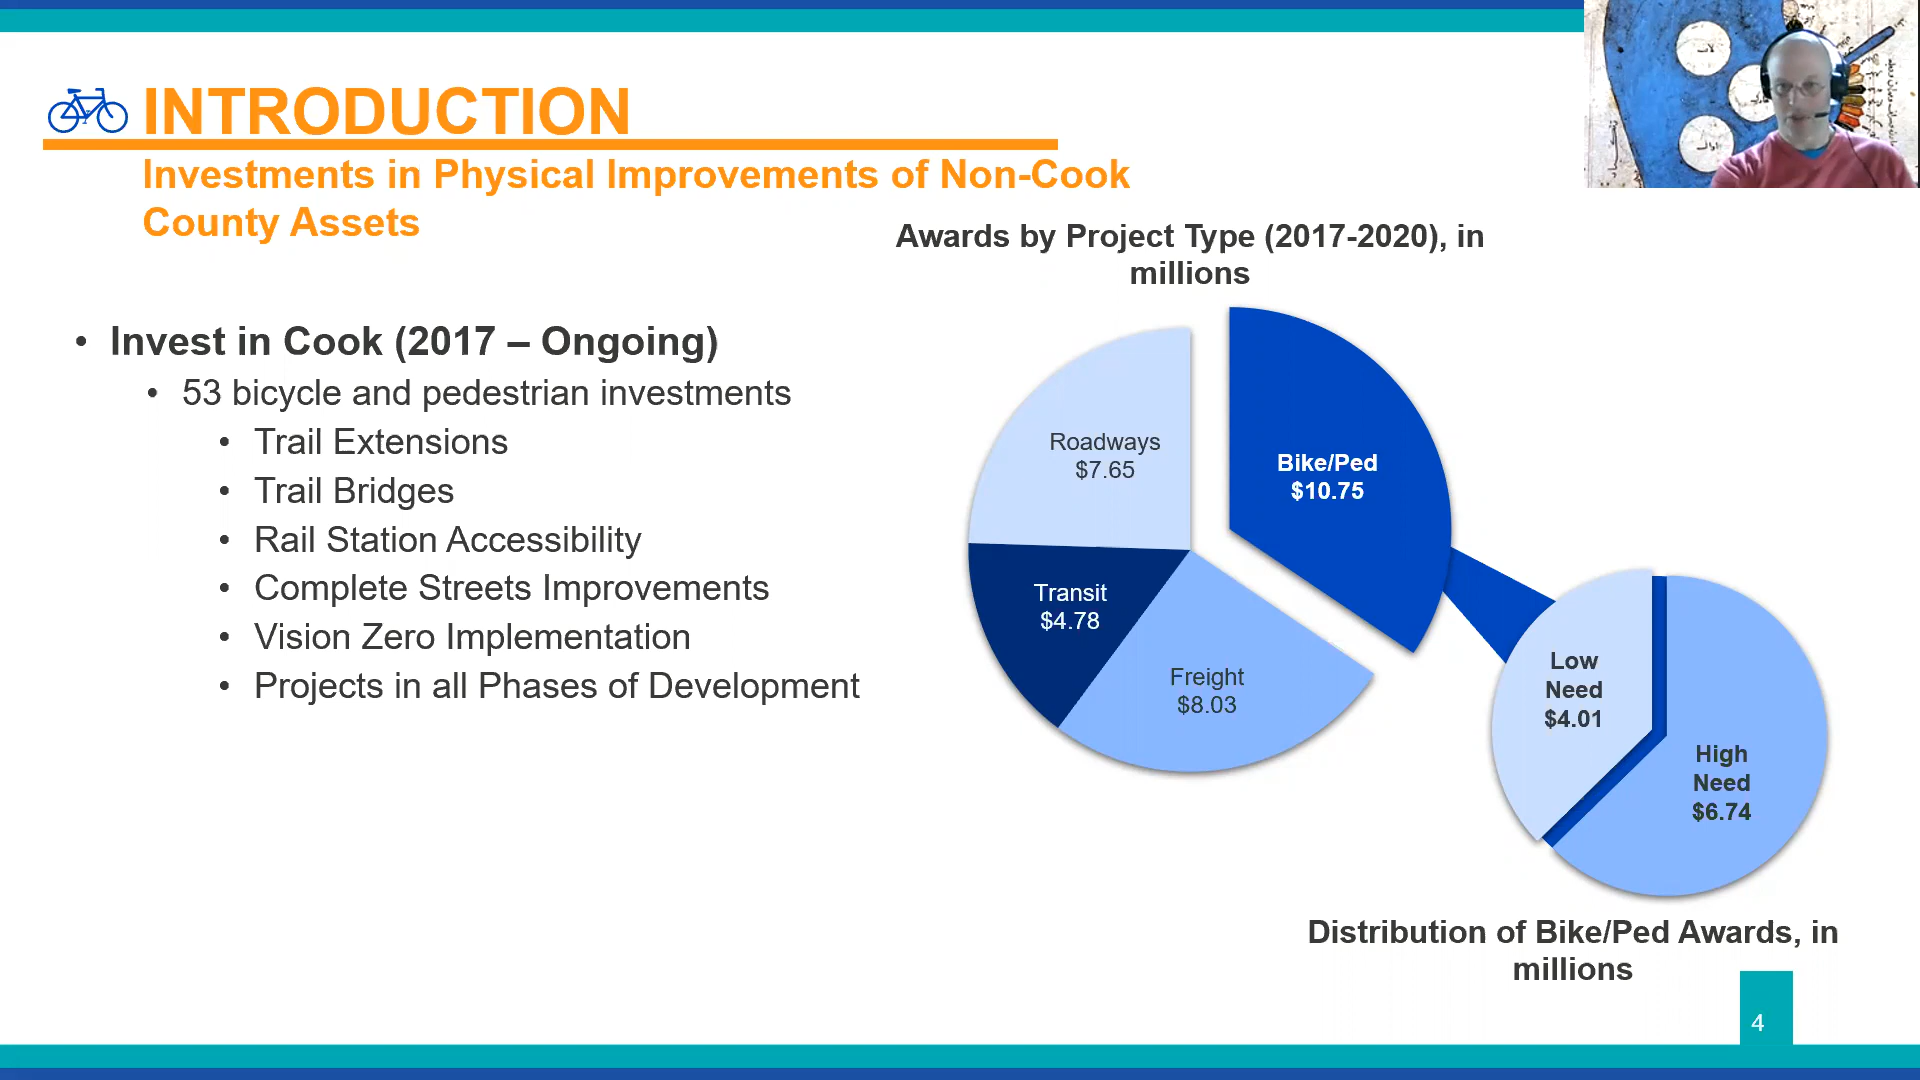 INTRODUCTION
Investments in Physical Improvements of Non-Cook
County Assets
• Invest in Cook (2017 – Ongoing)
• 53 bicycle and pedestrian investments
• Trail Extensions
• Trail Bridges
• Rail Station Accessibility
• Complete Streets Improvements
• Vision Zero Implementation
• Projects in all Phases of Development
Awards by Project Type (2017-2020), in
millions
Roadways
$7.65
Bike/Ped
$10.75
Transit
$4.78
Freight
$8.03
Low
Need
$4.01
High
Need
$6.74
Distribution of Bike/Ped Awards, in
millions
4